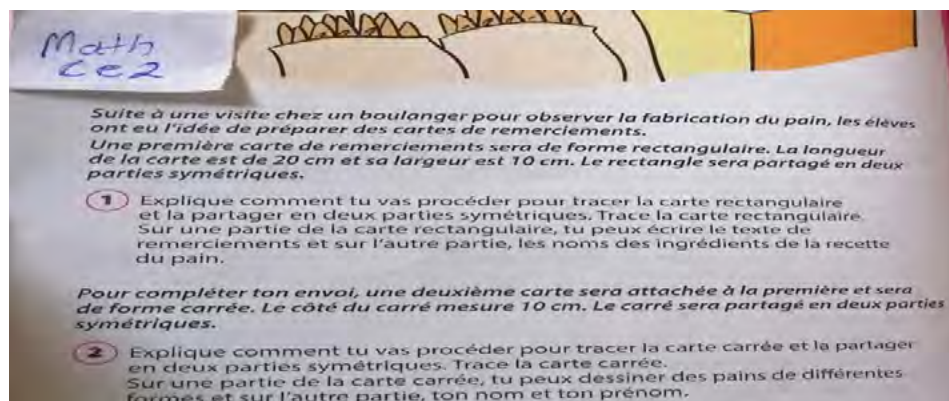 Math
Ce2
Suite à une visite chez un boulanger pour observer la fabrication du pain, les élèves
ont eu l'idée de préparer des cartes de remerciements.
Une première carte de remerciements sera de forme rectangulaire. La longueur
de la carte est de 20 cm et sa largeur est 10 cm. Le rectangle sera partagé en deux
parties symétriques.
1 Explique comment tu vas procéder pour tracer la carte rectangulaire
et la partager en deux parties symétriques. Trace la carte rectangulaire.
Sur une partie de la carte rectangulaire, tu peux écrire le texte de
remerciements et sur l'autre partie, les noms des ingrédients de la recette
du pain.
Pour compléter ton envoi, une deuxième carte sera attachée à la première et sera
de forme carrée. Le côté du carré mesure 10 cm. Le carré sera partagé en deux parties
symétriques.
2 Explique comment tu vas procéder pour tracer la carte carrée et la partager
en deux parties symétriques. Trace la carte carrée.
Sur une partie de la carte carrée, tu peux dessiner des pains de différentes
formes et sur l'autre partie, ton nom et ton prénom.